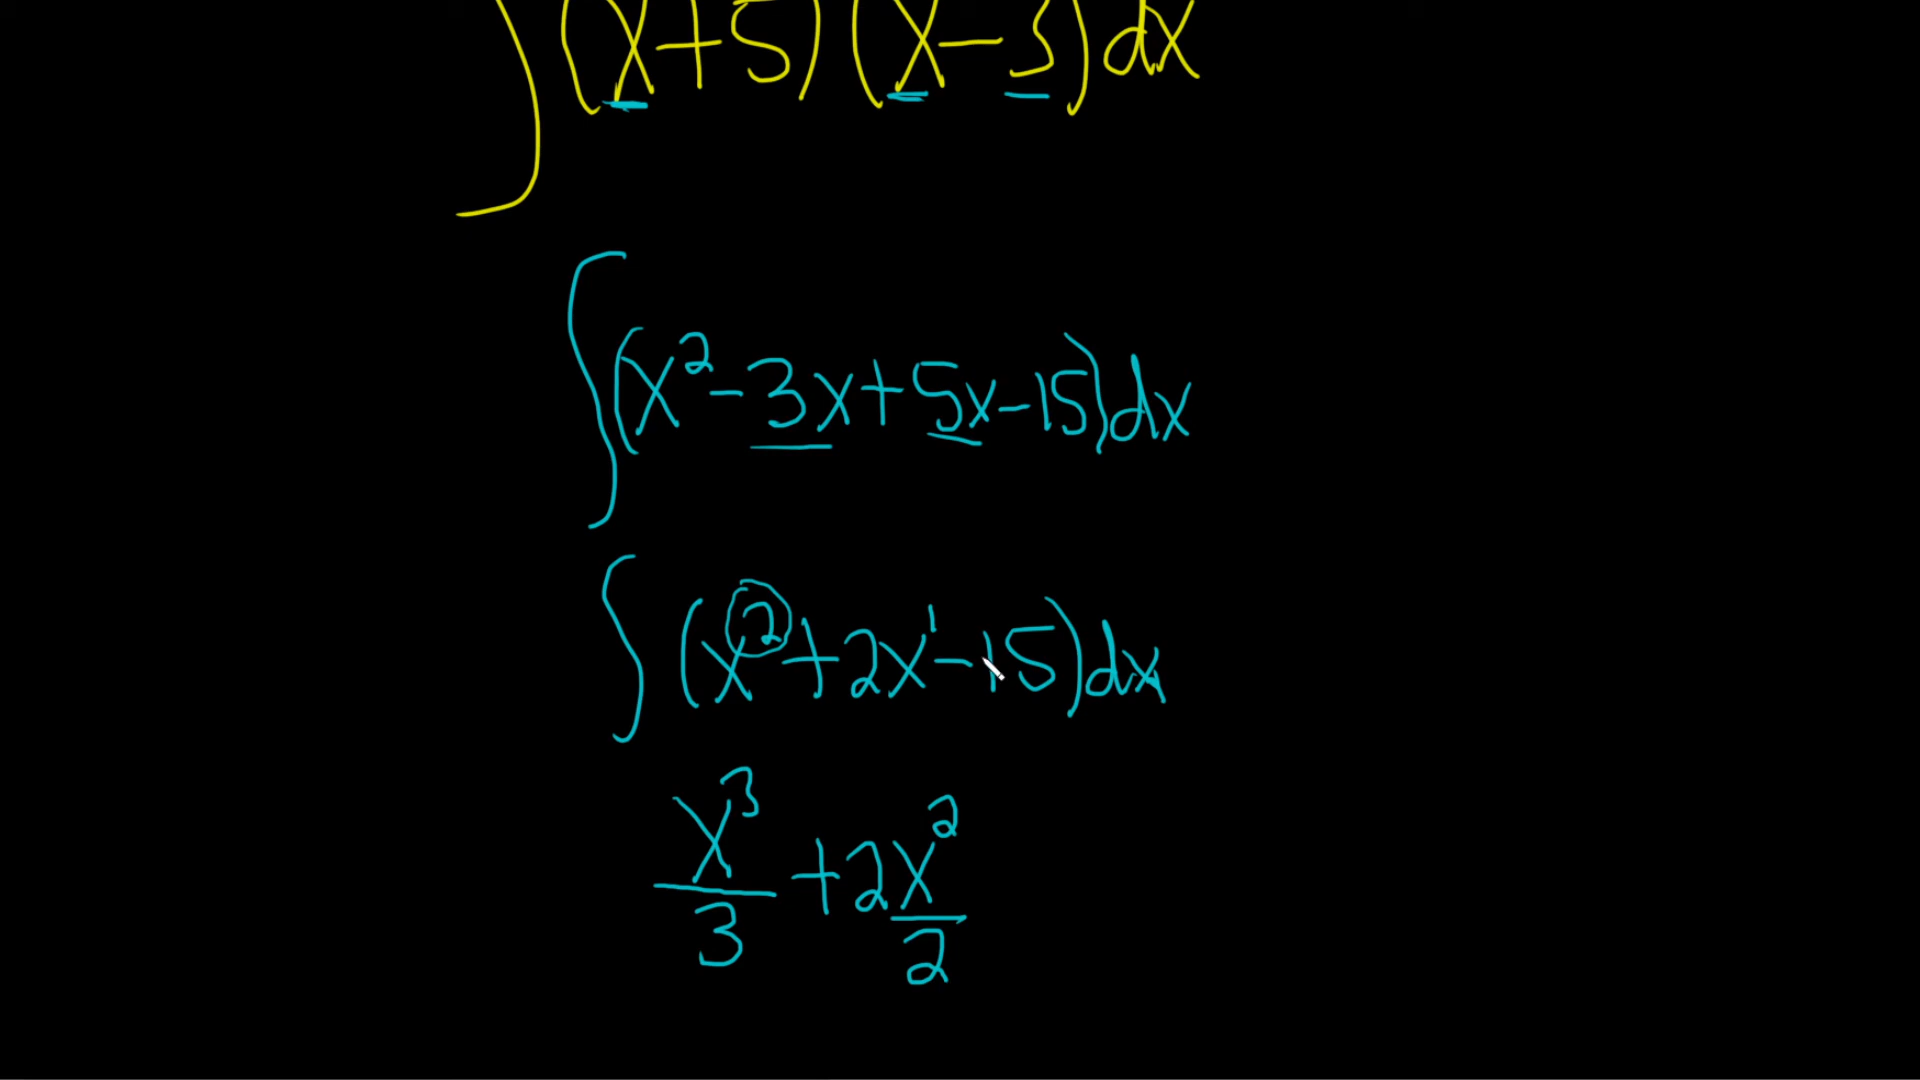 ∫(x+5)(x-3)dx
∫(x²-3x+5x-15)dx
∫(x²+2x¹-15)dx
x³/3 + 2x²/2